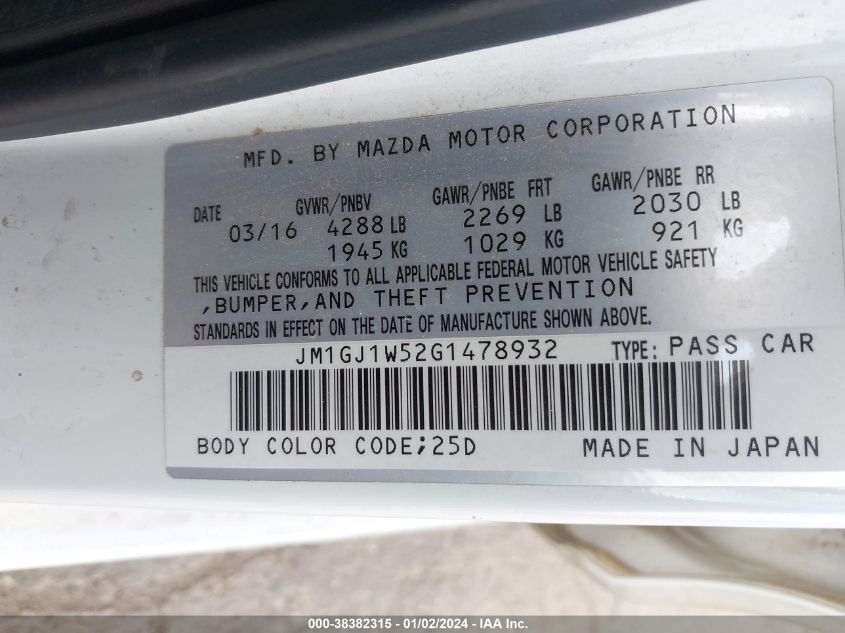 MFD. BY MAZDA MOTOR CORPORATION
DATE GVWR/PNBV GAWR/PNBE FRT GAWR/PNBE RR
03/16 4288 LB 2269 LB 2030 LB
1945 KG 1029 KG 921 KG
THIS VEHICLE CONFORMS TO ALL APPLICABLE FEDERAL MOTOR VEHICLE SAFETY
,BUMPER,AND THEFT PREVENTION
STANDARDS IN EFFECT ON THE DATE OF MANUFACTURE SHOWN ABOVE.
JM1GJ1W52G1478932 TYPE: PASS CAR
BODY COLOR CODE;25D MADE IN JAPAN
000-38382315 - 01/02/2024 - IAA Inc.